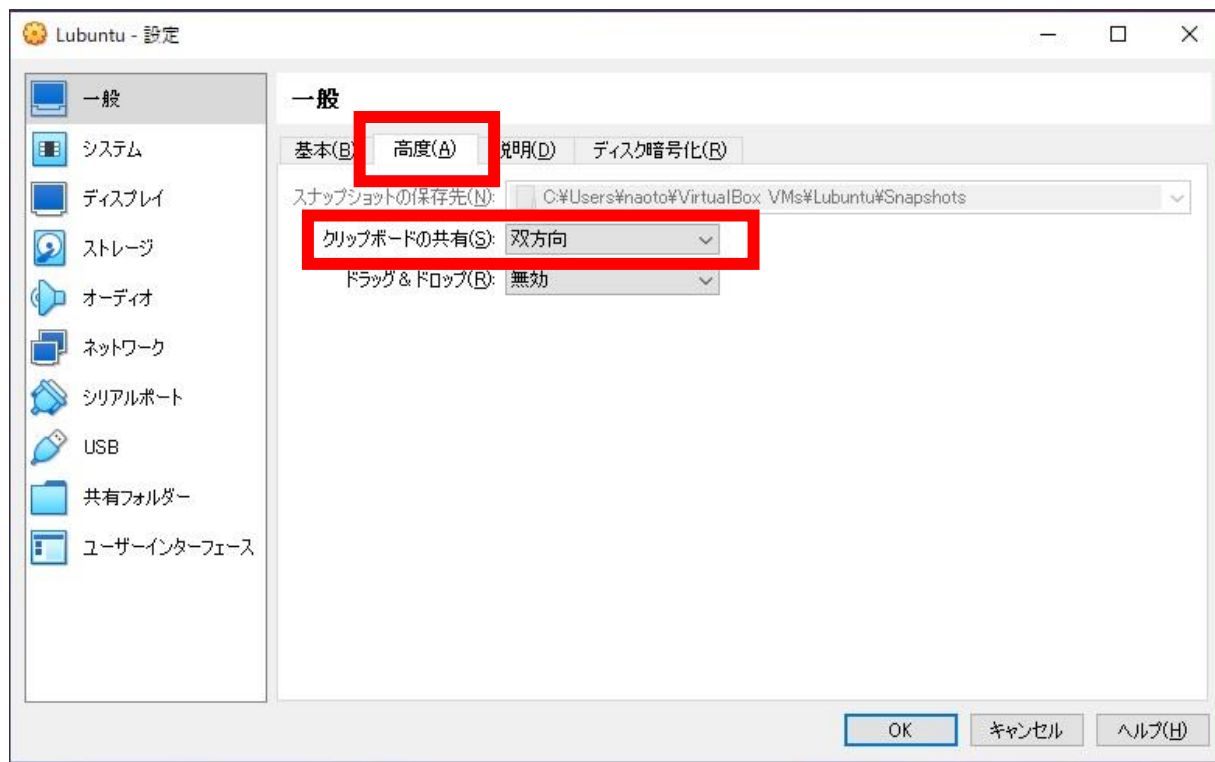 Lubuntu - 設定
一般
システム
ディスプレイ
ストレージ
オーディオ
ネットワーク
シリアルポート
USB
共有フォルダー
ユーザーインターフェース
一般
基本(B) 高度(A) 説明(D) ディスク暗号化(R)
スナップショットの保存先(N): C:¥Users¥naoto¥VirtualBox VMs¥Lubuntu¥Snapshots
クリップボードの共有(S): 双方向
ドラッグ & ドロップ(R): 無効
OK キャンセル ヘルプ(H)